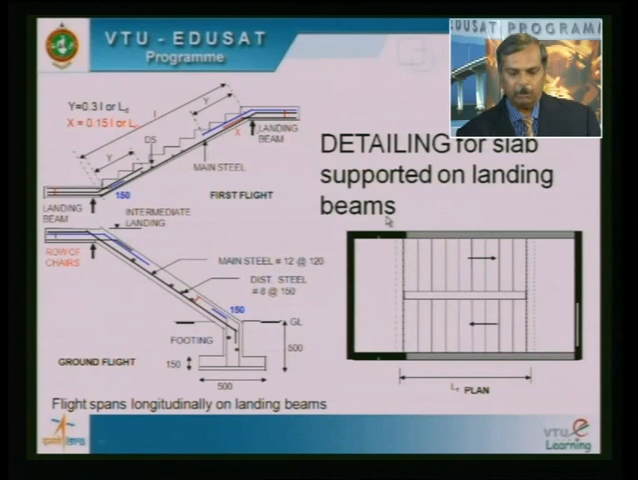 VTU - EDUSAT
Programme
EDUSAT PROGRAMM
Y=0.3 l or Ld
X = 0.15 l or L
l
Y
Y
X
DS
LANDING
BEAM
MAIN STEEL
150
FIRST FLIGHT
LANDING
BEAM
INTERMEDIATE
LANDING
ROW OF
CHAIRS
MAIN STEEL = 12 @ 120
DIST. STEEL
= 8 @ 150
150
GL
FOOTING
500
GROUND FLIGHT
150
500
DETAILING for slab
supported on landing
beams
PLAN
Flight spans longitudinally on landing beams
VTU e
Learning